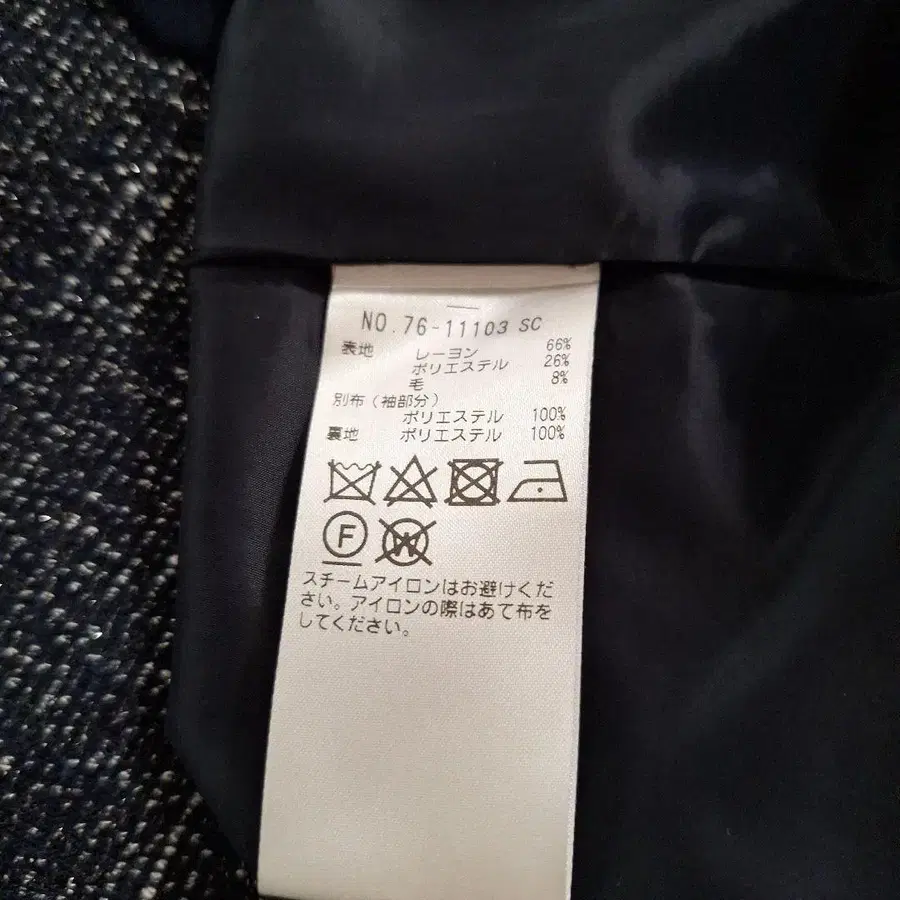 NO.76-11103 SC
表地 レーヨン 66%
ポリエステル 26%
毛 8%
別布(袖部分)
ポリエステル 100%
裏地 ポリエステル 100%
F W
スチームアイロンはお避けくだ
さい。アイロンの際はあて布を
してください。